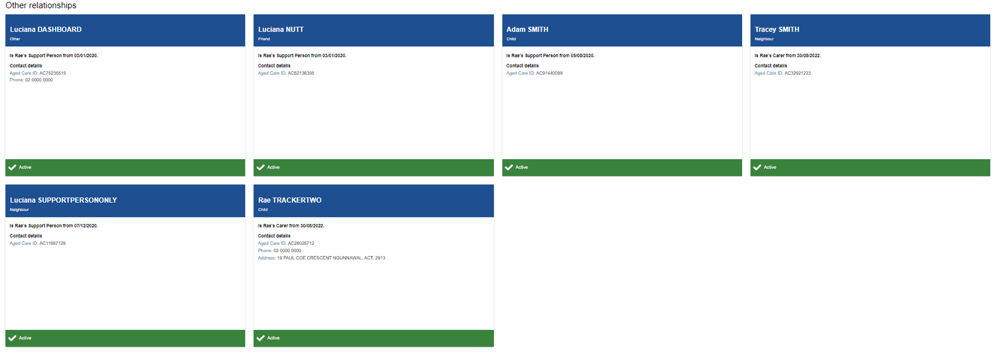 Other relationships
Luciana DASHBOARD
Other
Is Rae's Support Person from 03/01/2020.
Contact details
Aged Care ID: AC75235515
Phone: 02 0000 0000
Active
Luciana NUTT
Friend
Is Rae's Support Person from 03/01/2020.
Contact details
Aged Care ID: AC62136395
Active
Adam SMITH
Child
Is Rae's Support Person from 05/08/2020.
Contact details
Aged Care ID: AC91440099
Active
Tracey SMITH
Neighbour
Is Rae's Carer from 30/08/2022.
Contact details
Aged Care ID: AC32921223
Active
Luciana SUPPORTPERSONONLY
Neighbour
Is Rae's Support Person from 07/12/2020.
Contact details
Aged Care ID: AC11997129
Active
Rae TRACKERTWO
Child
Is Rae's Carer from 30/08/2022.
Contact details
Aged Care ID: AC26028712
Phone: 02 0000 0000
Address: 19 PAUL COE CRESCENT NGUNNAWAL, ACT, 2913
Active